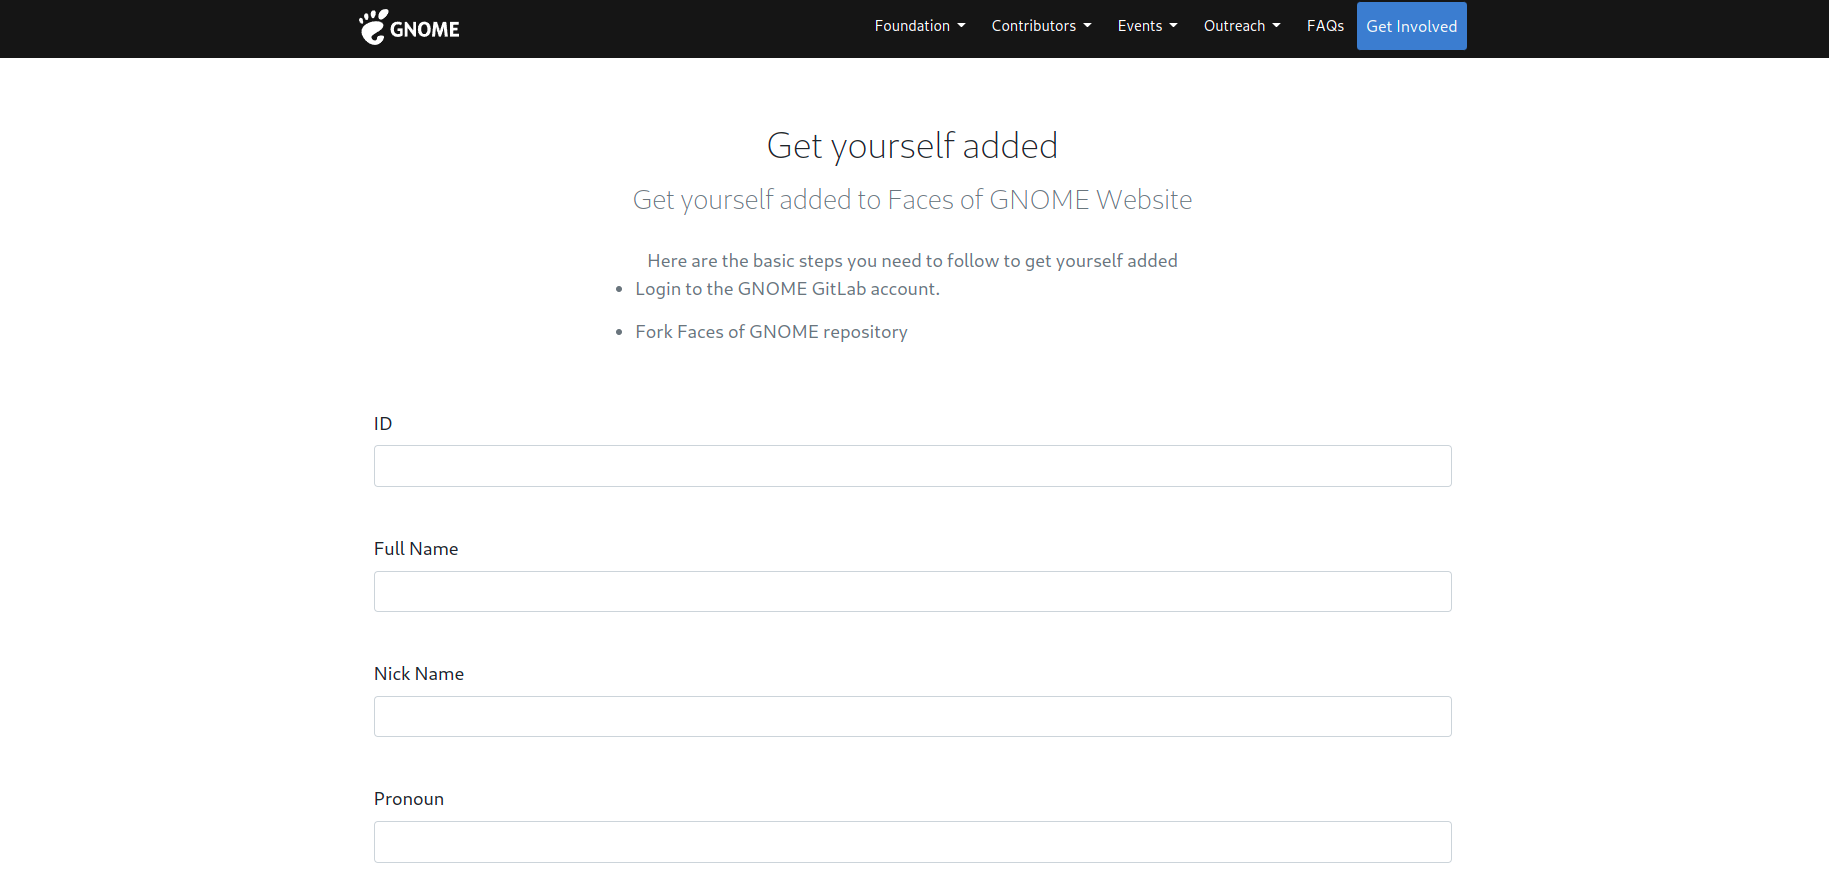 GNOME
Foundation Contributors Events Outreach FAQs Get Involved
Get yourself added
Get yourself added to Faces of GNOME Website
Here are the basic steps you need to follow to get yourself added
• Login to the GNOME GitLab account.
• Fork Faces of GNOME repository
ID
Full Name
Nick Name
Pronoun